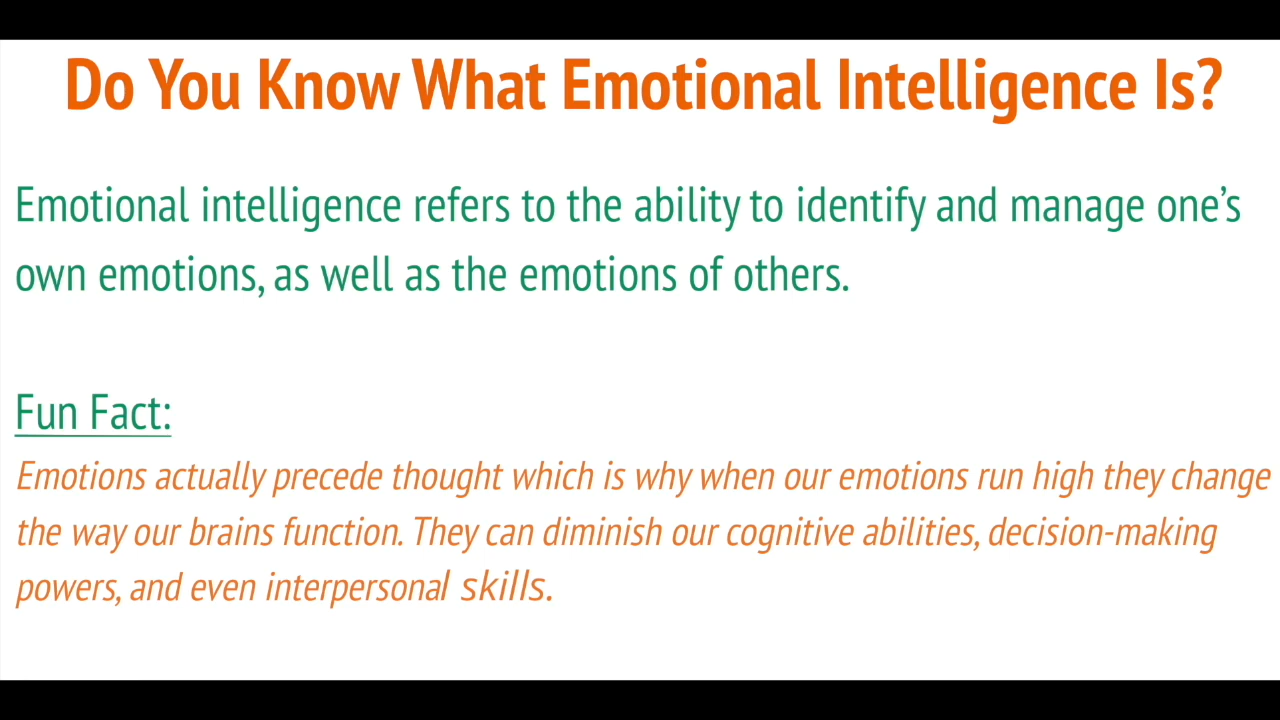 Do You Know What Emotional Intelligence Is?
Emotional intelligence refers to the ability to identify and manage one’s
own emotions, as well as the emotions of others.
Fun Fact:
Emotions actually precede thought which is why when our emotions run high they change
the way our brains function. They can diminish our cognitive abilities, decision-making
powers, and even interpersonal skills.